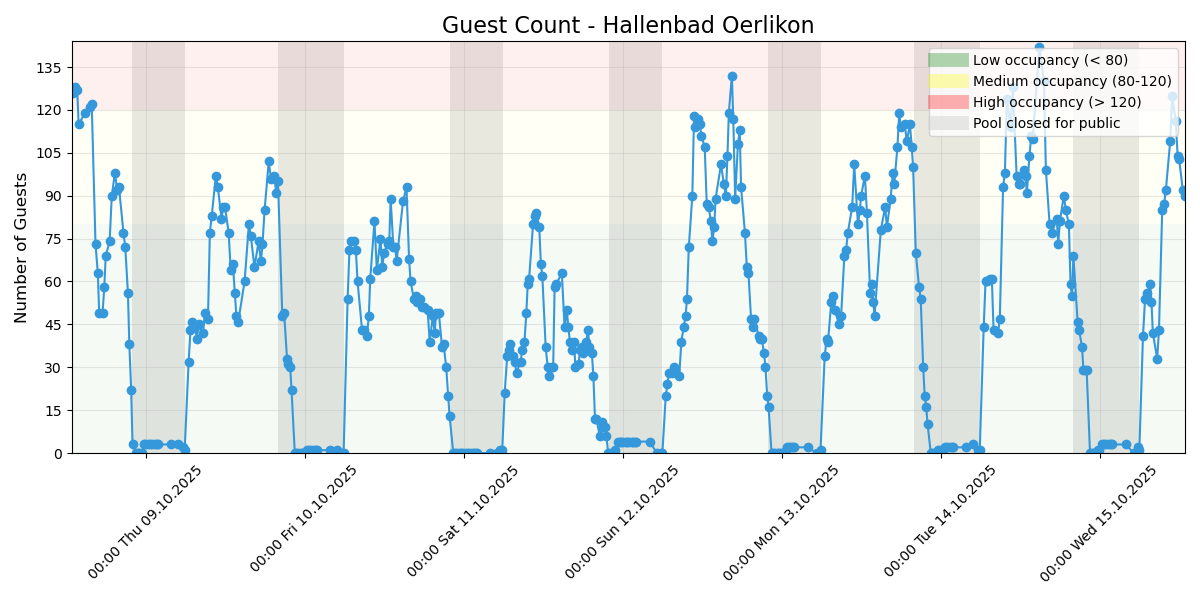 Guest Count - Hallenbad Oerlikon
Number of Guests
135
120
105
90
75
60
45
30
15
0
Low occupancy (< 80)
Medium occupancy (80-120)
High occupancy (> 120)
Pool closed for public
00:00 Thu 09.10.2025
00:00 Fri 10.10.2025
00:00 Sat 11.10.2025
00:00 Sun 12.10.2025
00:00 Mon 13.10.2025
00:00 Tue 14.10.2025
00:00 Wed 15.10.2025